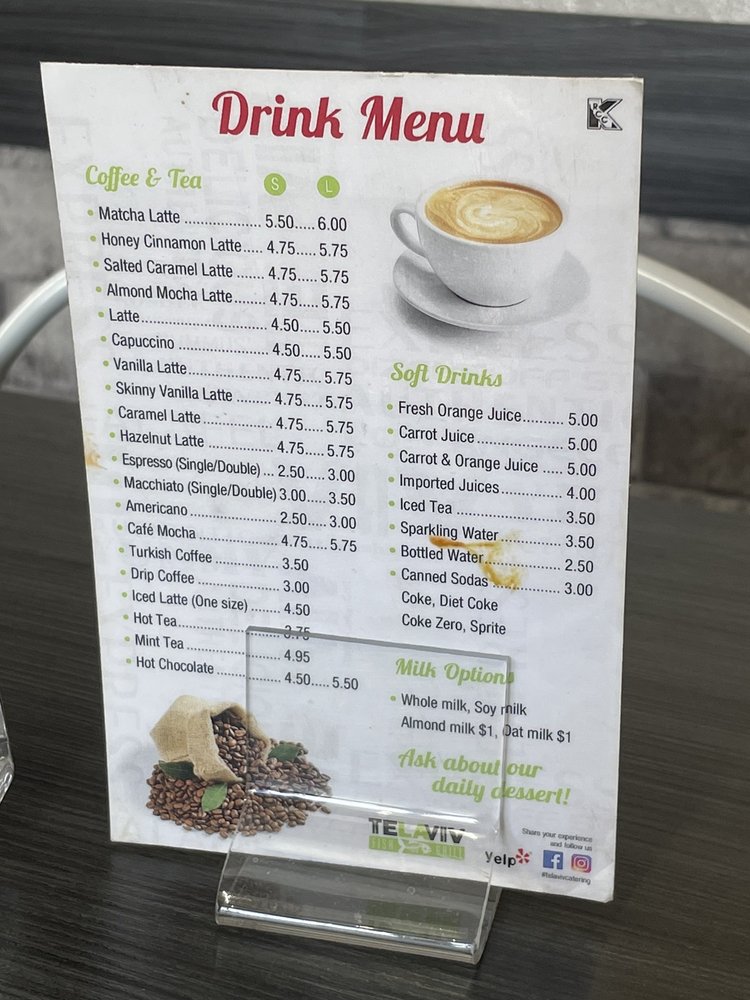 Drink Menu
RCC
K
Coffee & Tea S L
Matcha Latte ................... 5.50..... 6.00
Honey Cinnamon Latte..... 4.75..... 5.75
Salted Caramel Latte ....... 4.75..... 5.75
Almond Mocha Latte........ 4.75..... 5.75
Latte................................ 4.50..... 5.50
Capuccino ....................... 4.50..... 5.50
Vanilla Latte..................... 4.75..... 5.75
Skinny Vanilla Latte ......... 4.75..... 5.75
Caramel Latte.................. 4.75..... 5.75
Hazelnut Latte ................. 4.75..... 5.75
Espresso (Single/Double) ... 2.50..... 3.00
Macchiato (Single/Double) 3.00..... 3.50
Americano....................... 2.50..... 3.00
Café Mocha .................... 4.75..... 5.75
Turkish Coffee ................. 3.50
Drip Coffee ..................... 3.00
Iced Latte (One size) ....... 4.50
Hot Tea........................... 3.75
Mint Tea ......................... 4.95
Hot Chocolate ................. 4.50..... 5.50
Soft Drinks
Fresh Orange Juice.......... 5.00
Carrot Juice..................... 5.00
Carrot & Orange Juice ..... 5.00
Imported Juices................ 4.00
Iced Tea .......................... 3.50
Sparkling Water................ 3.50
Bottled Water................... 2.50
Canned Sodas ................. 3.00
Coke, Diet Coke
Coke Zero, Sprite
Milk Options
Whole milk, Soy milk
Almond milk $1, Oat milk $1
Ask about our
daily dessert!
TELAVIV
FISH GRILL
yelp
Share your experience
and follow us
#telavivcatering